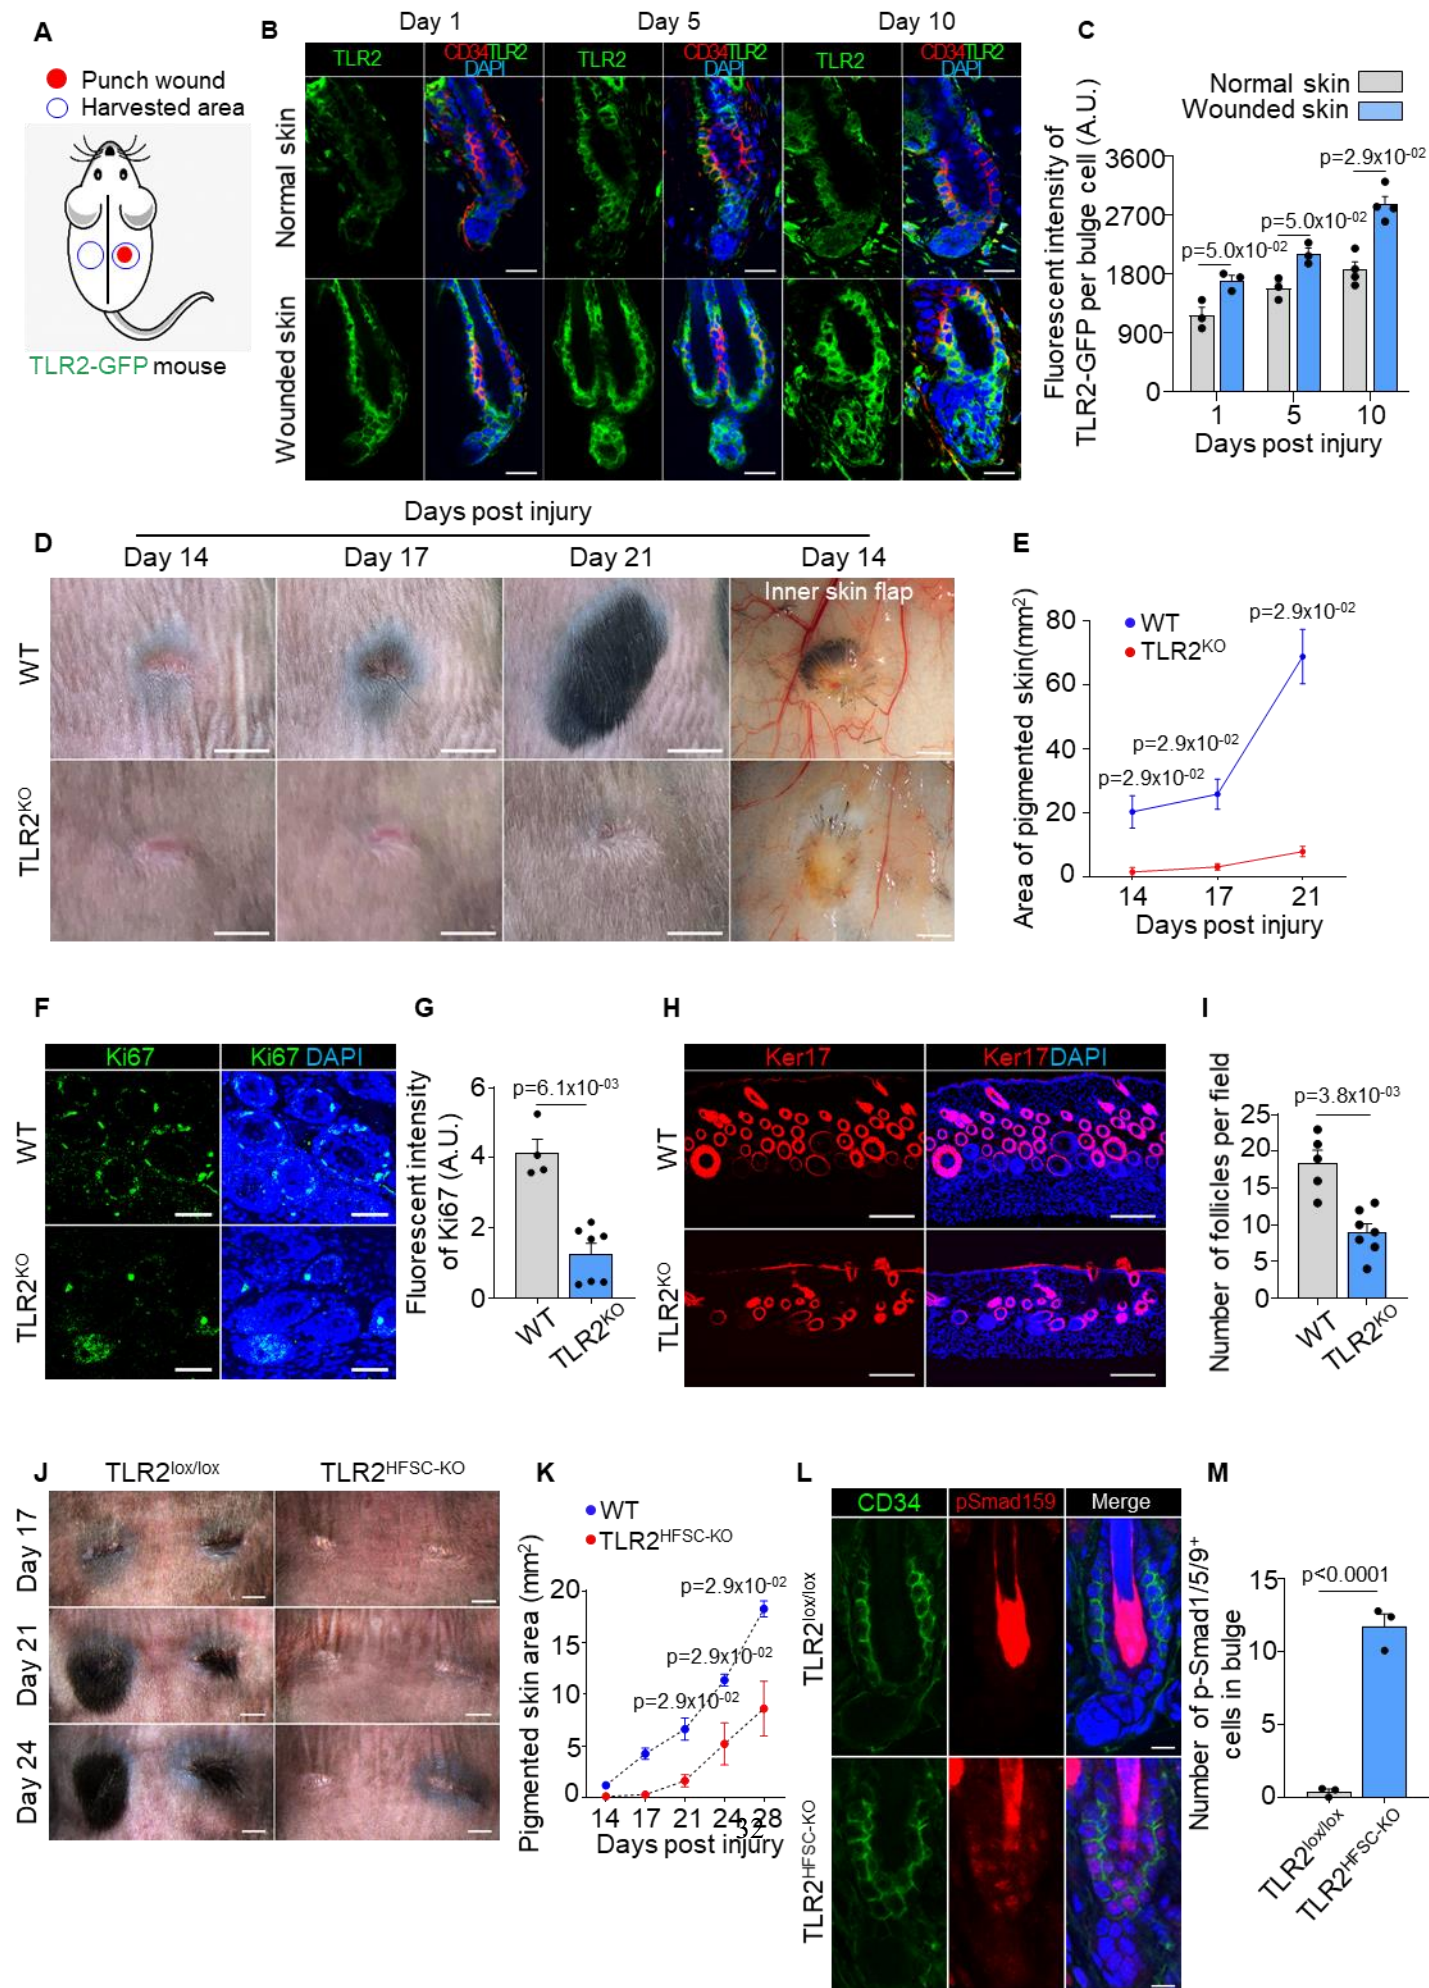 A
Punch wound
Harvested area
TLR2-GFP mouse
B
Day 1
Day 5
Day 10
TLR2
CD34TLR2
DAPI
TLR2
CD34TLR2
DAPI
TLR2
CD34TLR2
DAPI
Normal skin
Wounded skin
C
Normal skin
Wounded skin
Fluorescent intensity of
TLR2-GFP per bulge cell (A.U.)
3600
2700
1800
900
0
p=5.0x10-02
p=5.0x10-02
p=2.9x10-02
1
5
10
Days post injury
Days post injury
D
Day 14
Day 17
Day 21
Day 14
Inner skin flap
WT
TLR2KO
E
Area of pigmented skin(mm2)
80
60
40
20
0
WT
TLR2KO
p=2.9x10-02
p=2.9x10-02
p=2.9x10-02
14
17
21
Days post injury
F
Ki67
Ki67 DAPI
WT
TLR2KO
G
Fluorescent intensity
of Ki67 (A.U.)
6
4
2
0
p=6.1x10-03
WT
TLR2KO
H
Ker17
Ker17DAPI
WT
TLR2KO
I
Number of follicles per field
25
20
15
10
5
0
p=3.8x10-03
WT
TLR2KO
J
TLR2lox/lox
TLR2HFSC-KO
Day 17
Day 21
Day 24
K
WT
TLR2HFSC-KO
Pigmented skin area (mm2)
20
15
10
5
0
p=2.9x10-02
p=2.9x10-02
p=2.9x10-02
14
17
21
24
28
32
Days post injury
L
CD34
pSmad159
Merge
TLR2lox/lox
TLR2HFSC-KO
M
Number of p-Smad1/5/9+
cells in bulge
15
10
5
0
p<0.0001
TLR2lox/lox
TLR2HFSC-KO